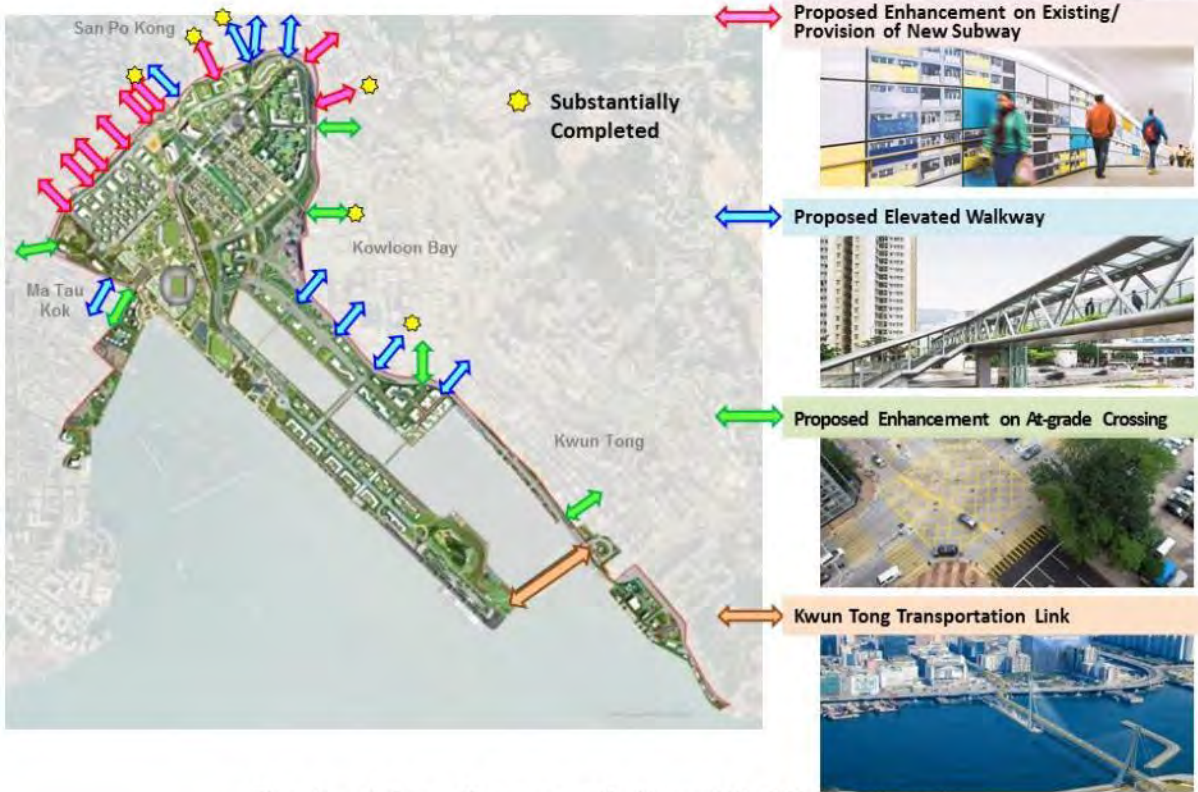 San Po Kong
Substantially
Completed
Kowloon Bay
Ma Tau
Kok
Kwun Tong
Proposed Enhancement on Existing/
Provision of New Subway
Proposed Elevated Walkway
Proposed Enhancement on At-grade Crossing
Kwun Tong Transportation Link